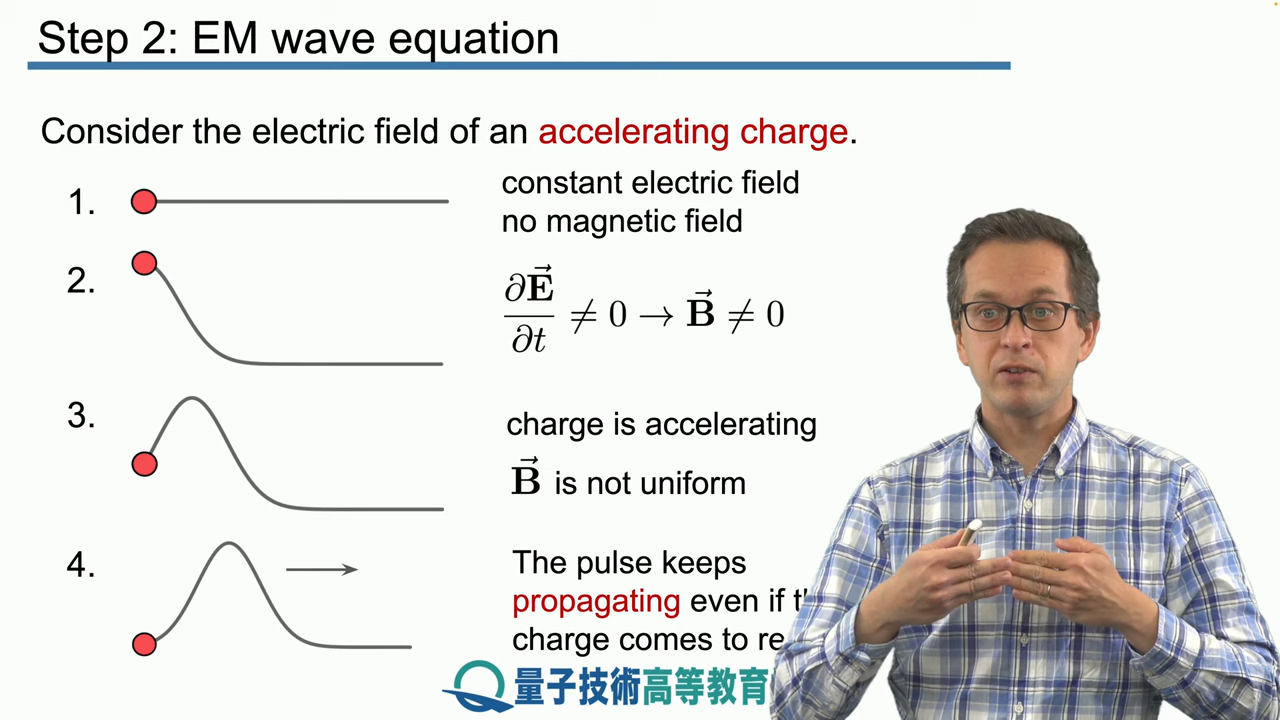 Step 2: EM wave equation
Consider the electric field of an accelerating charge.
1.
constant electric field
no magnetic field
2.
∂E⃗/∂t ≠ 0 → B⃗ ≠ 0
3.
charge is accelerating
B⃗ is not uniform
4.
The pulse keeps
propagating even if
charge comes to
量子技術高等教育